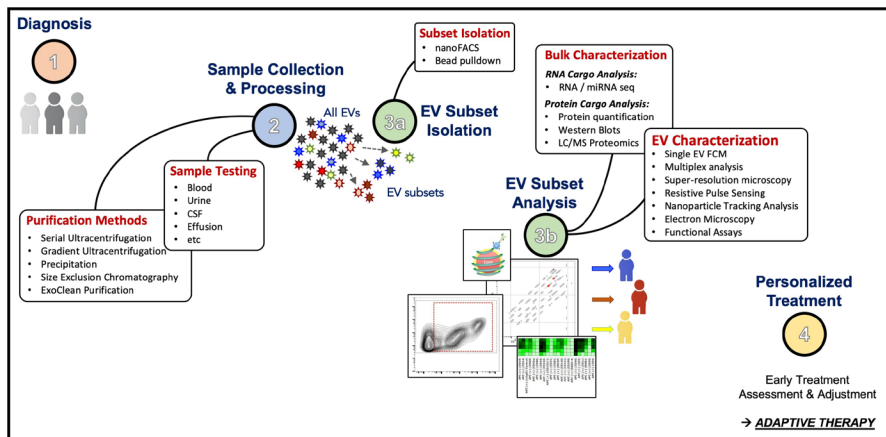 Diagnosis
1
Sample Collection
& Processing
2
All EVs
EV subsets
Sample Testing
• Blood
• Urine
• CSF
• Effusion
• etc
Purification Methods
• Serial Ultracentrifugation
• Gradient Ultracentrifugation
• Precipitation
• Size Exclusion Chromatography
• ExoClean Purification
Subset Isolation
• nanoFACS
• Bead pulldown
3a
EV Subset
Isolation
Bulk Characterization
RNA Cargo Analysis:
• RNA / miRNA seq
Protein Cargo Analysis:
• Protein quantification
• Western Blots
• LC/MS Proteomics
EV Characterization
• Single EV FCM
• Multiplex analysis
• Super-resolution microscopy
• Resistive Pulse Sensing
• Nanoparticle Tracking Analysis
• Electron Microscopy
• Functional Assays
EV Subset
Analysis
3b
Personalized
Treatment
4
Early Treatment
Assessment & Adjustment
→ ADAPTIVE THERAPY